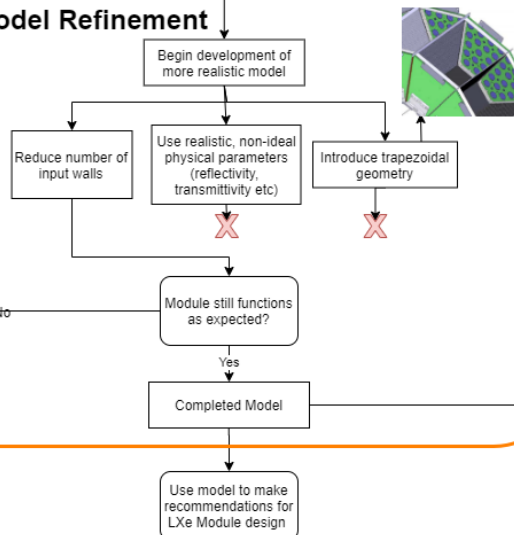 odel Refinement
Begin development of
more realistic model
Reduce number of
input walls
Use realistic, non-ideal
physical parameters
(reflectivity,
transmittivity etc)
Introduce trapezoidal
geometry
X
X
Module still functions
as expected?
No
Yes
Completed Model
Use model to make
recommendations for
LXe Module design